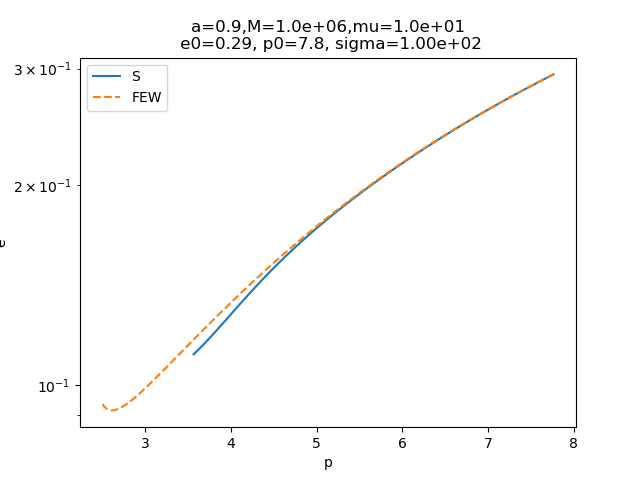 a=0.9,M=1.0e+06,mu=1.0e+01
e0=0.29, p0=7.8, sigma=1.00e+02
S
FEW
3 × 10⁻¹
2 × 10⁻¹
10⁻¹
e
3 4 5 6 7 8
p